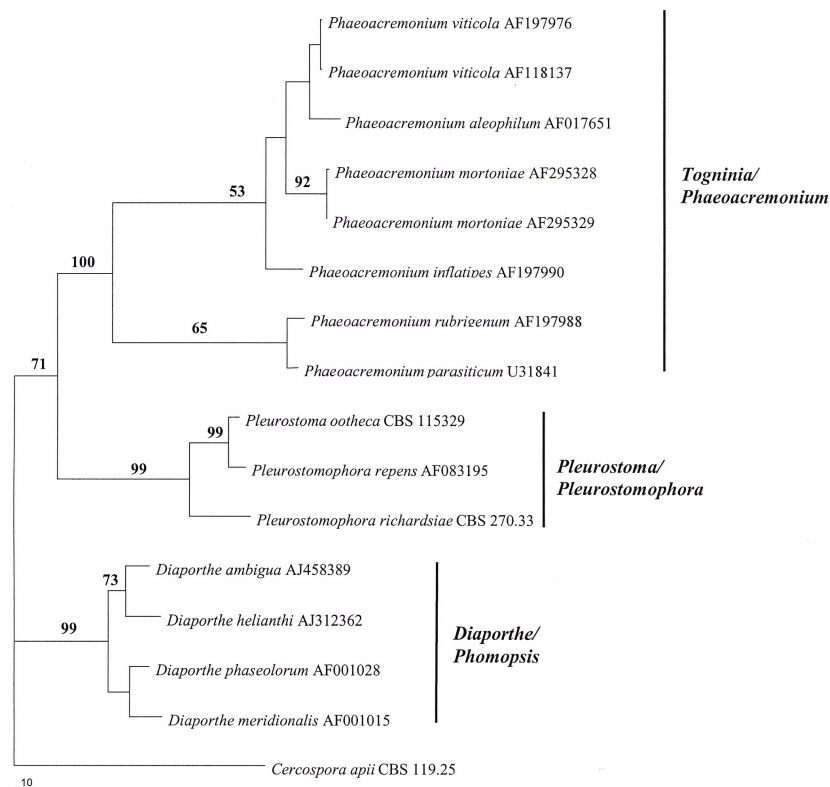 Phaeoacremonium viticola AF197976
Phaeoacremonium viticola AF118137
Phaeoacremonium aleophilum AF017651
92
Phaeoacremonium mortoniae AF295328
Togninia/
Phaeoacremonium
53
Phaeoacremonium mortoniae AF295329
100
Phaeoacremonium inflatipes AF197990
65
Phaeoacremonium rubrigenum AF197988
71
Phaeoacremonium parasiticum U31841
99
Pleurostoma ootheca CBS 115329
99
Pleurostomophora repens AF083195
Pleurostoma/
Pleurostomophora
Pleurostomophora richardsiae CBS 270.33
73
Diaporthe ambigua AJ458389
99
Diaporthe helianthi AJ312362
Diaporthe/
Phomopsis
Diaporthe phaseolorum AF001028
Diaporthe meridionalis AF001015
Cercospora apii CBS 119.25
10